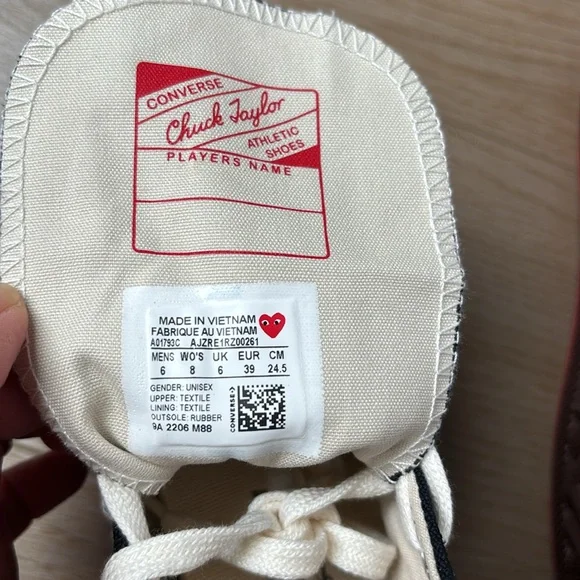 CONVERSE
Chuck Taylor
ATHLETIC
SHOES
PLAYERS NAME
MADE IN VIETNAM
FABRIQUE AU VIETNAM
A01793C AJZRE1RZ00261
MENS WO'S UK EUR CM
6 8 6 39 24.5
GENDER: UNISEX
UPPER: TEXTILE
LINING: TEXTILE
OUTSOLE: RUBBER
9A 2206 M88
CONVERSE>